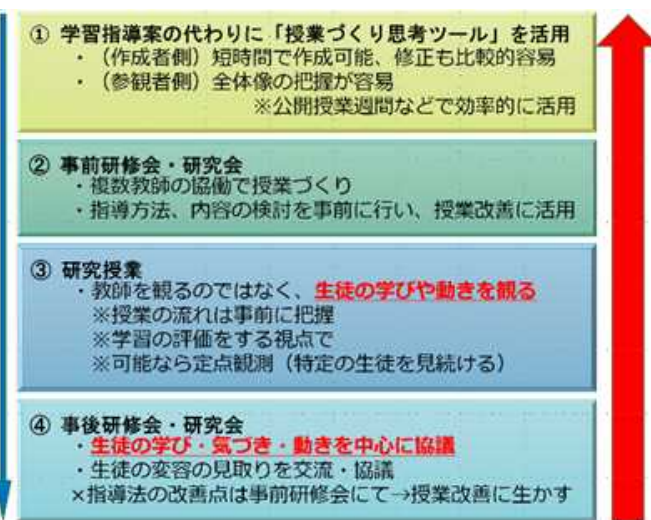 ① 学習指導案の代わりに「授業づくり思考ツール」を活用
・（作成者側）短時間で作成可能、修正も比較的容易
・（参観者側）全体像の把握が容易
※公開授業週間などで効率的に活用
② 事前研修会・研究会
・複数教師の協働で授業づくり
・指導方法、内容の検討を事前に行い、授業改善に活用
③ 研究授業
・教師を観るのではなく、生徒の学びや動きを観る
※授業の流れは事前に把握
※学習の評価をする視点で
※可能なら定点観測（特定の生徒を見続ける）
④ 事後研修会・研究会
・生徒の学び・気づき・動きを中心に協議
・生徒の変容の見取りを交流・協議
×指導法の改善点は事前研修会にて→授業改善に生かす